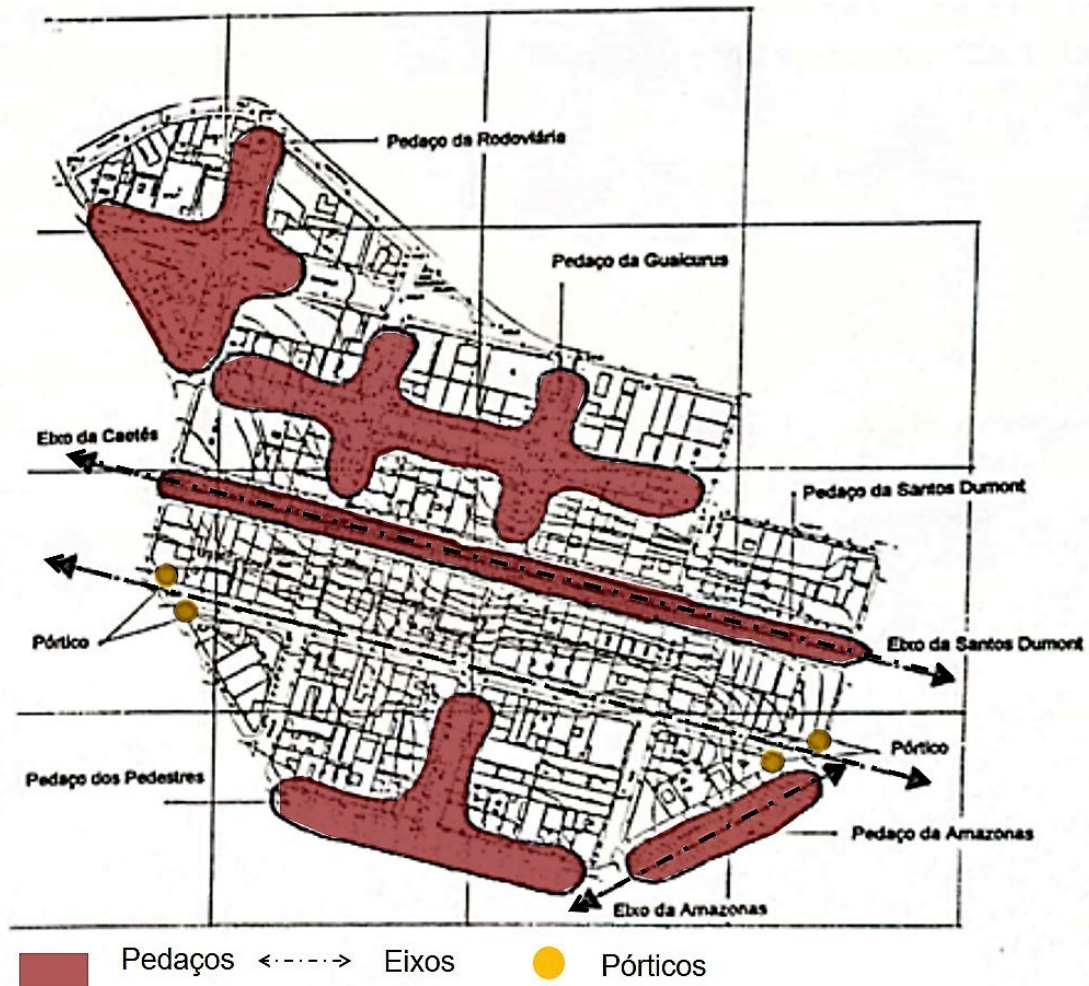 Pedaço da Rodoviária
Pedaço da Guaicurus
Eixo da Caetés
Pedaço da Santos Dumont
Eixo da Santos Dumont
Pórtico
Pórtico
Pedaço dos Pedestres
Pedaço da Amazonas
Eixo da Amazonas
Pedaços Eixos Pórticos